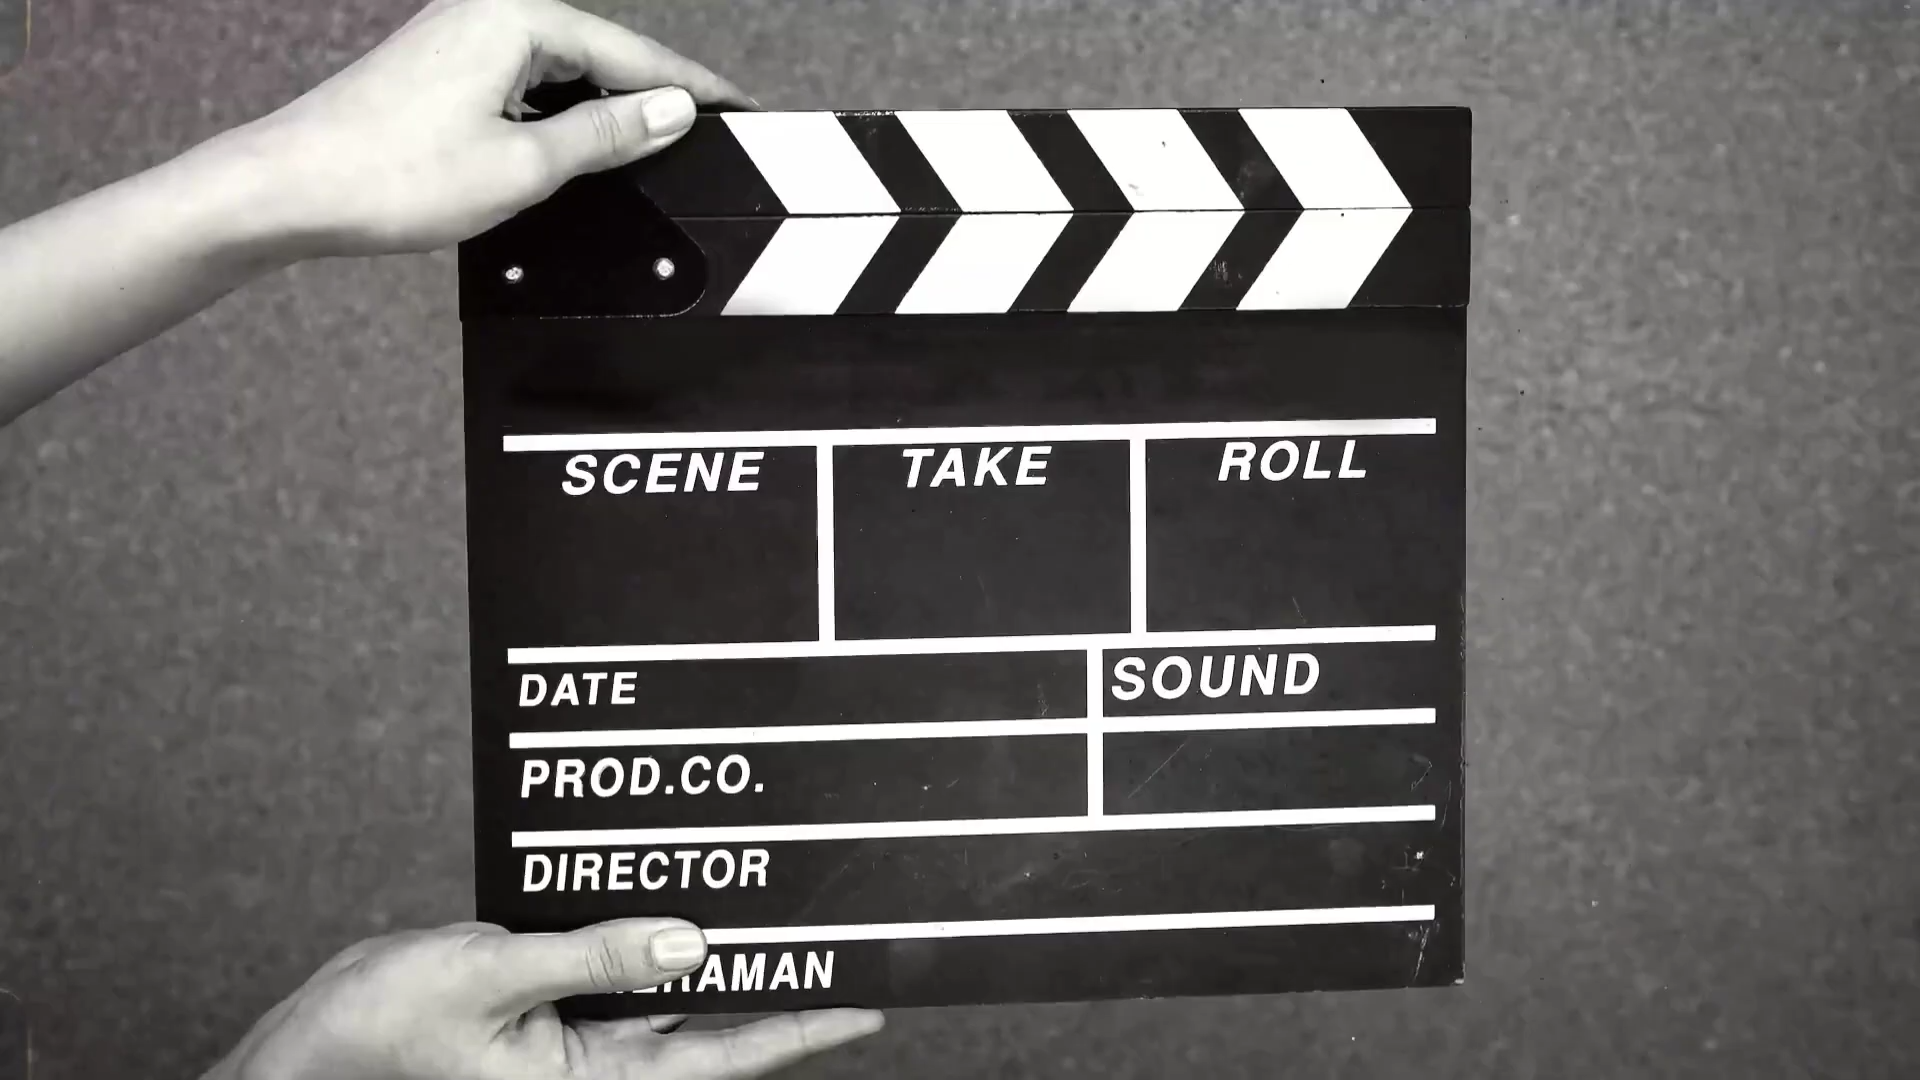 SCENE TAKE ROLL
DATE SOUND
PROD.CO.
DIRECTOR